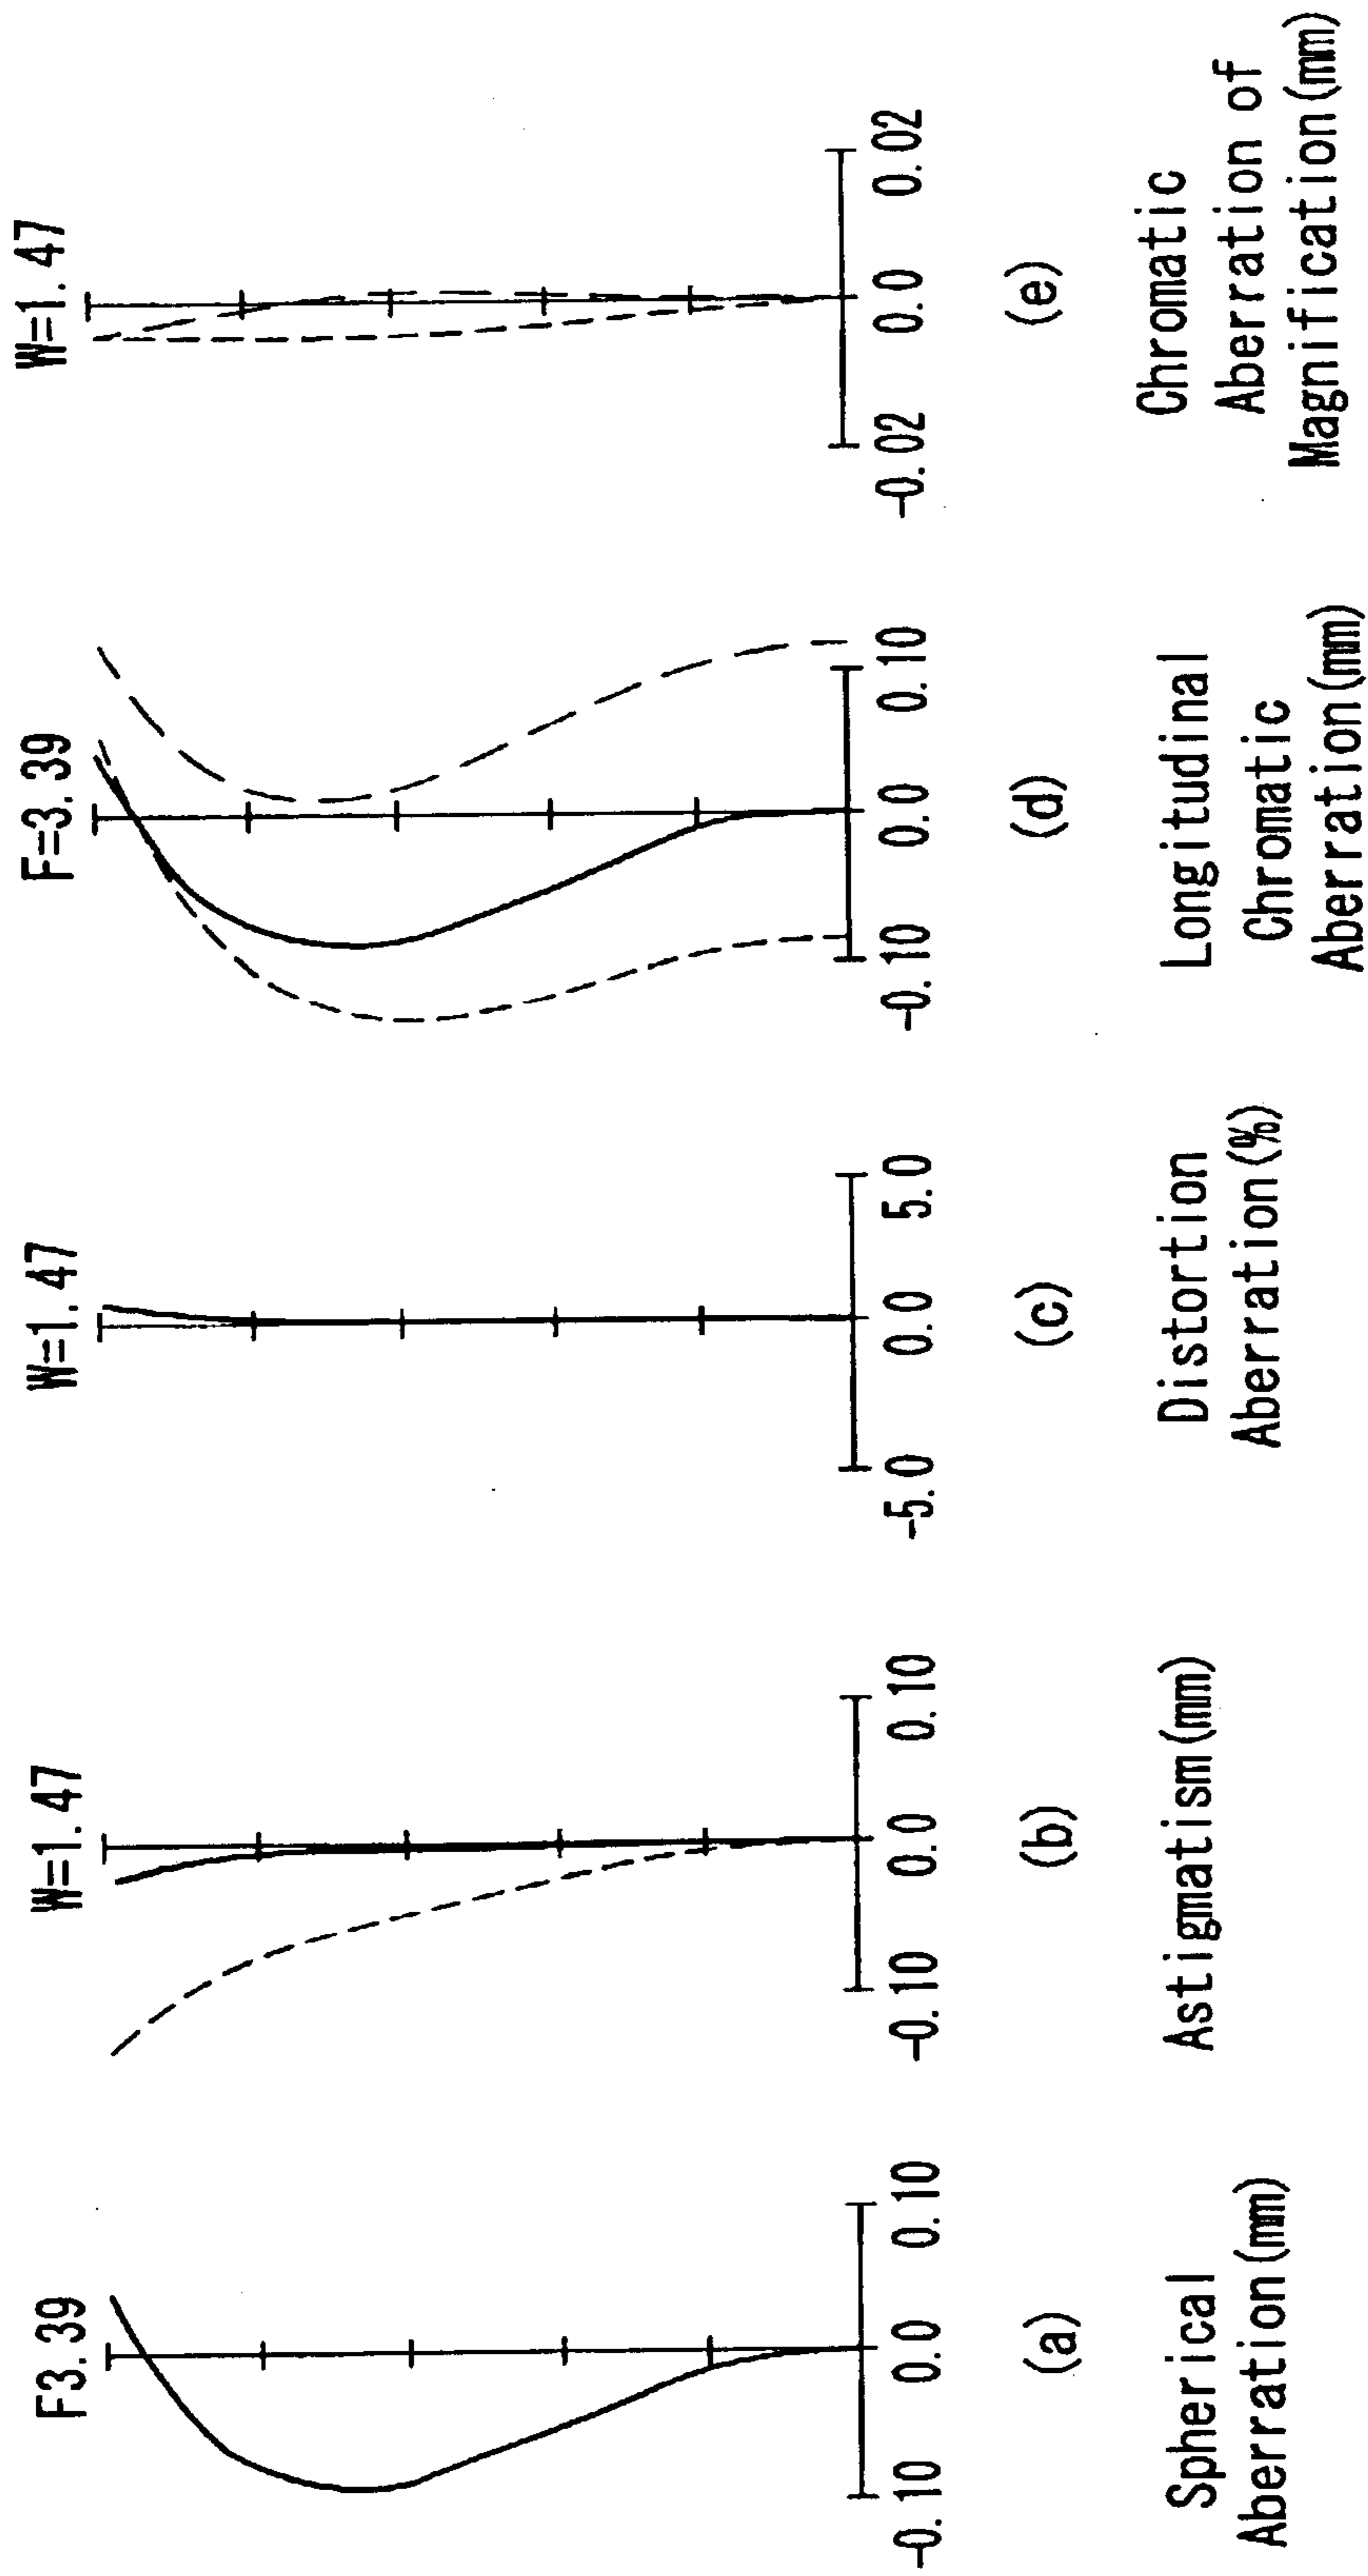 F3.39
-0.10 0.0 0.10
(a)
Spherical
Aberration(mm)
W=1.47
-0.10 0.0 0.10
(b)
Astigmatism(mm)
W=1.47
-5.0 0.0 5.0
(c)
Distortion
Aberration(%)
F=3.39
-0.10 0.0 0.10
(d)
Longitudinal
Chromatic
Aberration(mm)
W=1.47
-0.02 0.0 0.02
(e)
Chromatic
Aberration of
Magnification(mm)